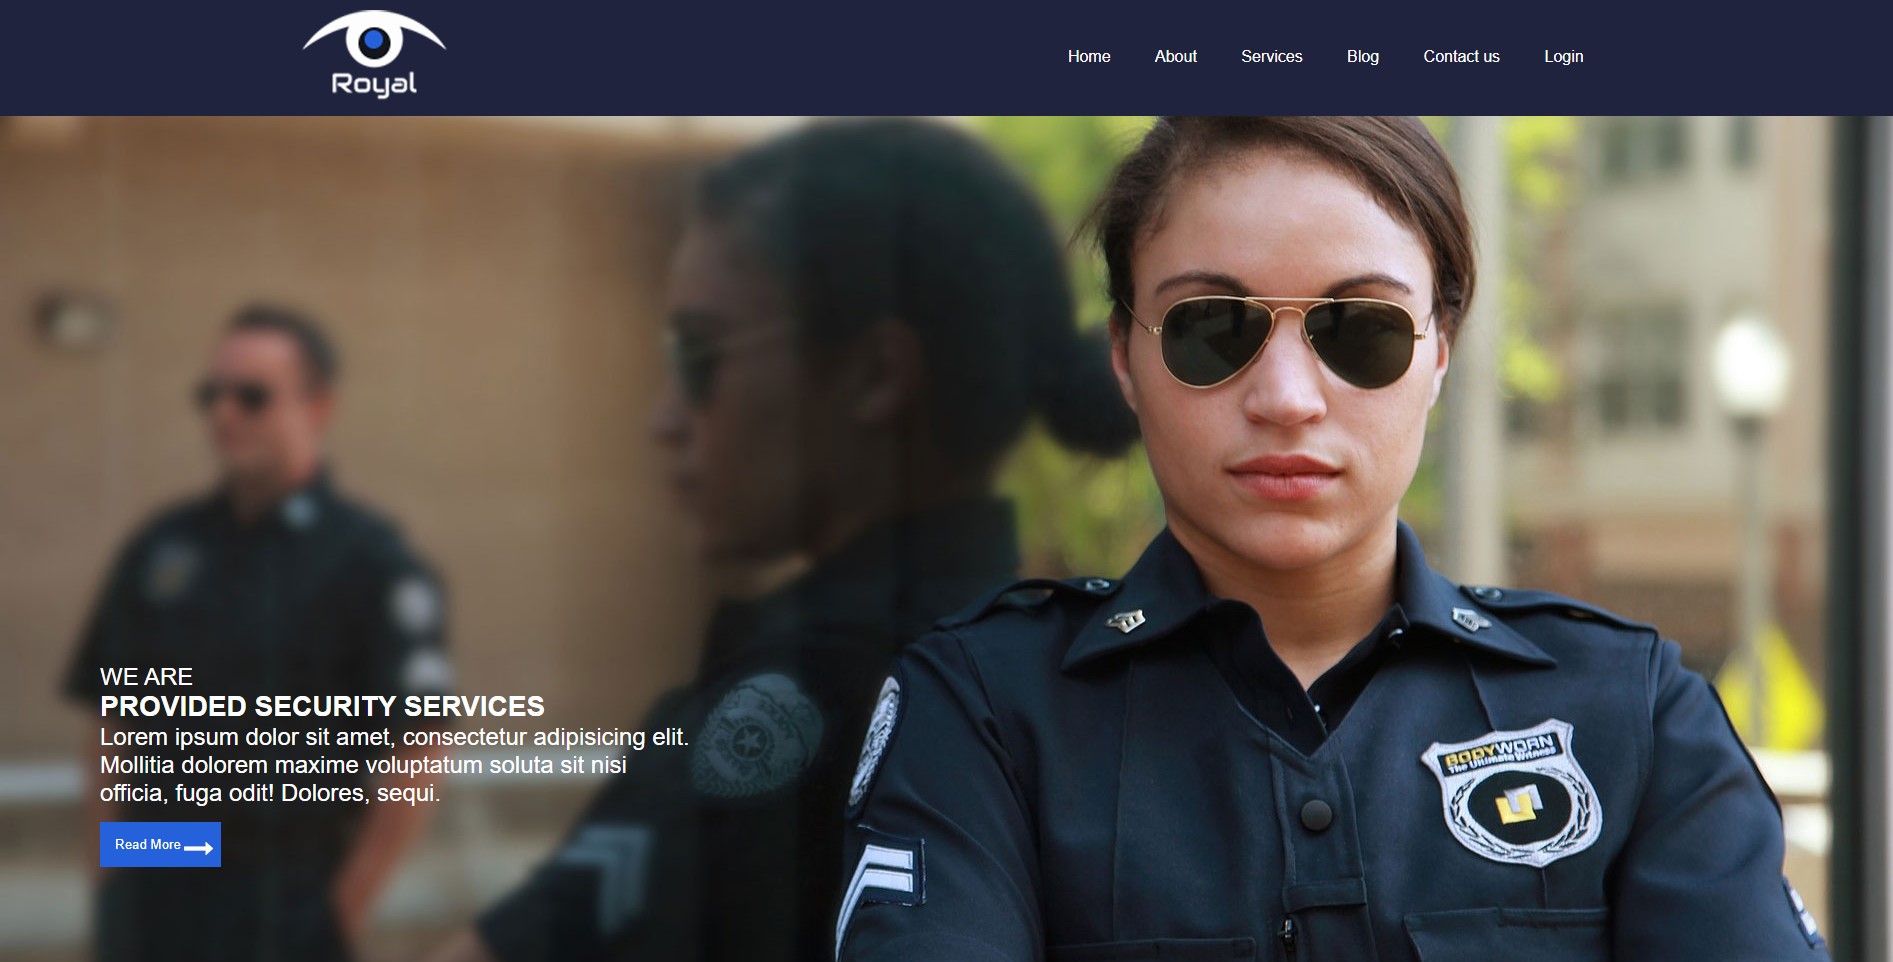 Royal
Home
About
Services
Blog
Contact us
Login
WE ARE
PROVIDED SECURITY SERVICES
Lorem ipsum dolor sit amet, consectetur adipisicing elit.
Mollitia dolorem maxime voluptatum soluta sit nisi
officia, fuga odit! Dolores, sequi.
Read More
BODYWORN
The Ultimate Witness